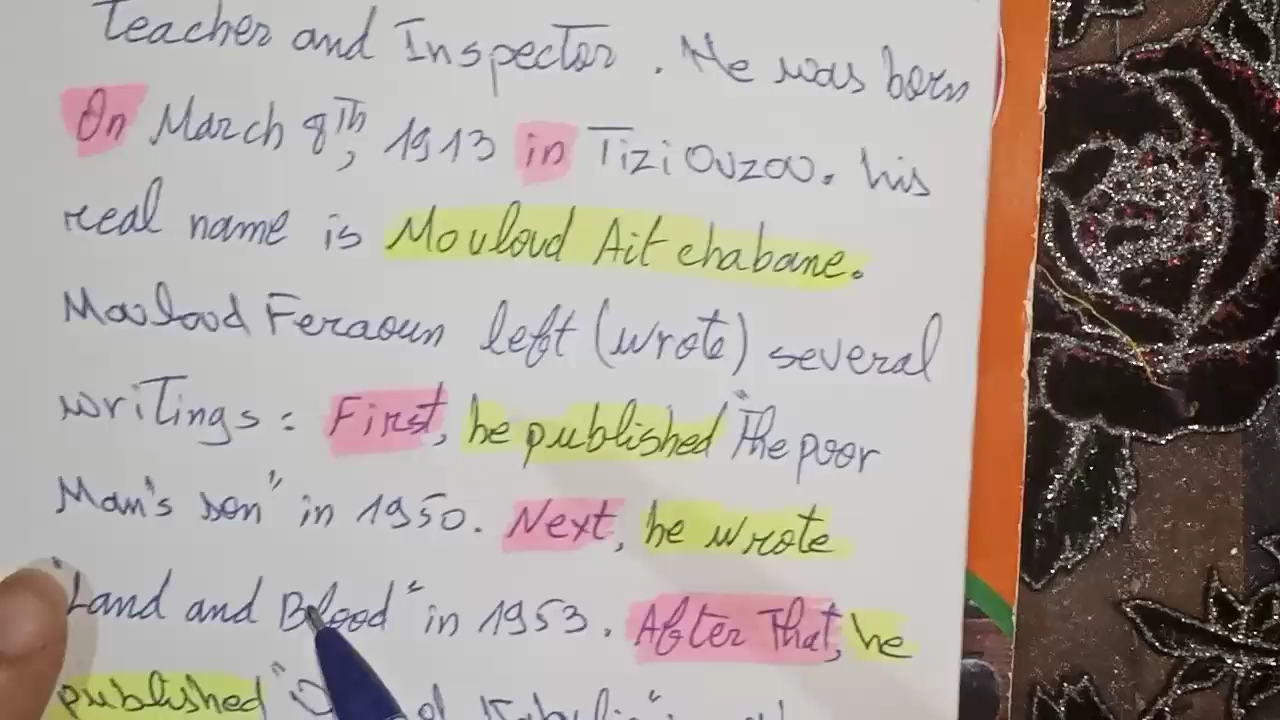 Teacher and Inspector. He was born
On March 8Th, 1913 in Tizi Ouzou. his
real name is Mouloud Ait chabane.
Mouloud Feraoun left (wrote) several
writings: First, he published "The poor
Man's son" in 1950. Next, he wrote
"Land and Blood" in 1953. After That, he
published